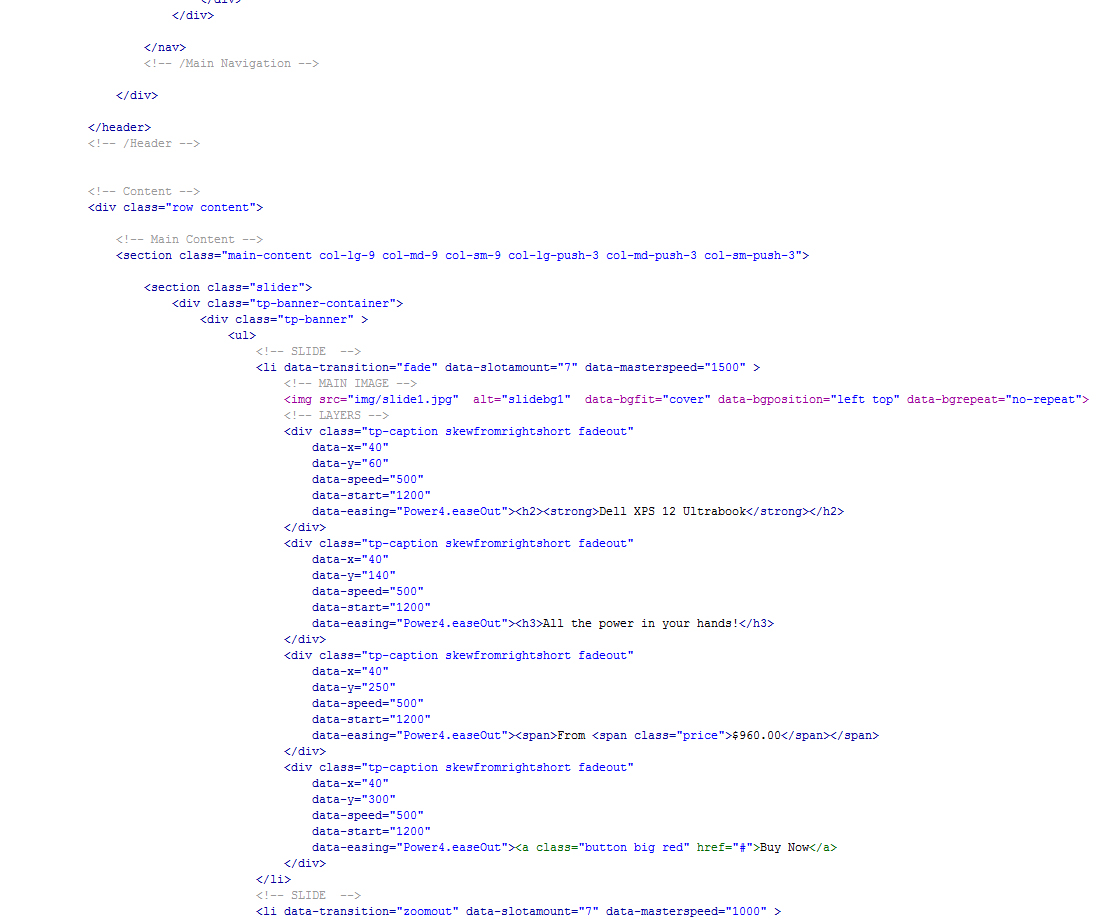 </div>
</div>
</nav>
<!-- /Main Navigation -->
</div>
</header>
<!-- /Header -->
<!-- Content -->
<div class="row content">
<!-- Main Content -->
<section class="main-content col-lg-9 col-md-9 col-sm-9 col-lg-push-3 col-md-push-3 col-sm-push-3">
<section class="slider">
<div class="tp-banner-container">
<div class="tp-banner" >
<ul>
<!-- SLIDE  -->
<li data-transition="fade" data-slotamount="7" data-masterspeed="1500" >
<!-- MAIN IMAGE -->
<img src="img/slide1.jpg"  alt="slidebg1"  data-bgfit="cover" data-bgposition="left top" data-bgrepeat="no-repeat">
<!-- LAYERS -->
<div class="tp-caption skewfromrightshort fadeout"
data-x="40"
data-y="60"
data-speed="500"
data-start="1200"
data-easing="Power4.easeOut"><h2><strong>Dell XPS 12 Ultrabook</strong></h2>
</div>
<div class="tp-caption skewfromrightshort fadeout"
data-x="40"
data-y="140"
data-speed="500"
data-start="1200"
data-easing="Power4.easeOut"><h3>All the power in your hands!</h3>
</div>
<div class="tp-caption skewfromrightshort fadeout"
data-x="40"
data-y="250"
data-speed="500"
data-start="1200"
data-easing="Power4.easeOut"><span>From <span class="price">$960.00</span></span>
</div>
<div class="tp-caption skewfromrightshort fadeout"
data-x="40"
data-y="300"
data-speed="500"
data-start="1200"
data-easing="Power4.easeOut"><a class="button big red" href="#">Buy Now</a>
</div>
</li>
<!-- SLIDE  -->
<li data-transition="zoomout" data-slotamount="7" data-masterspeed="1000" >